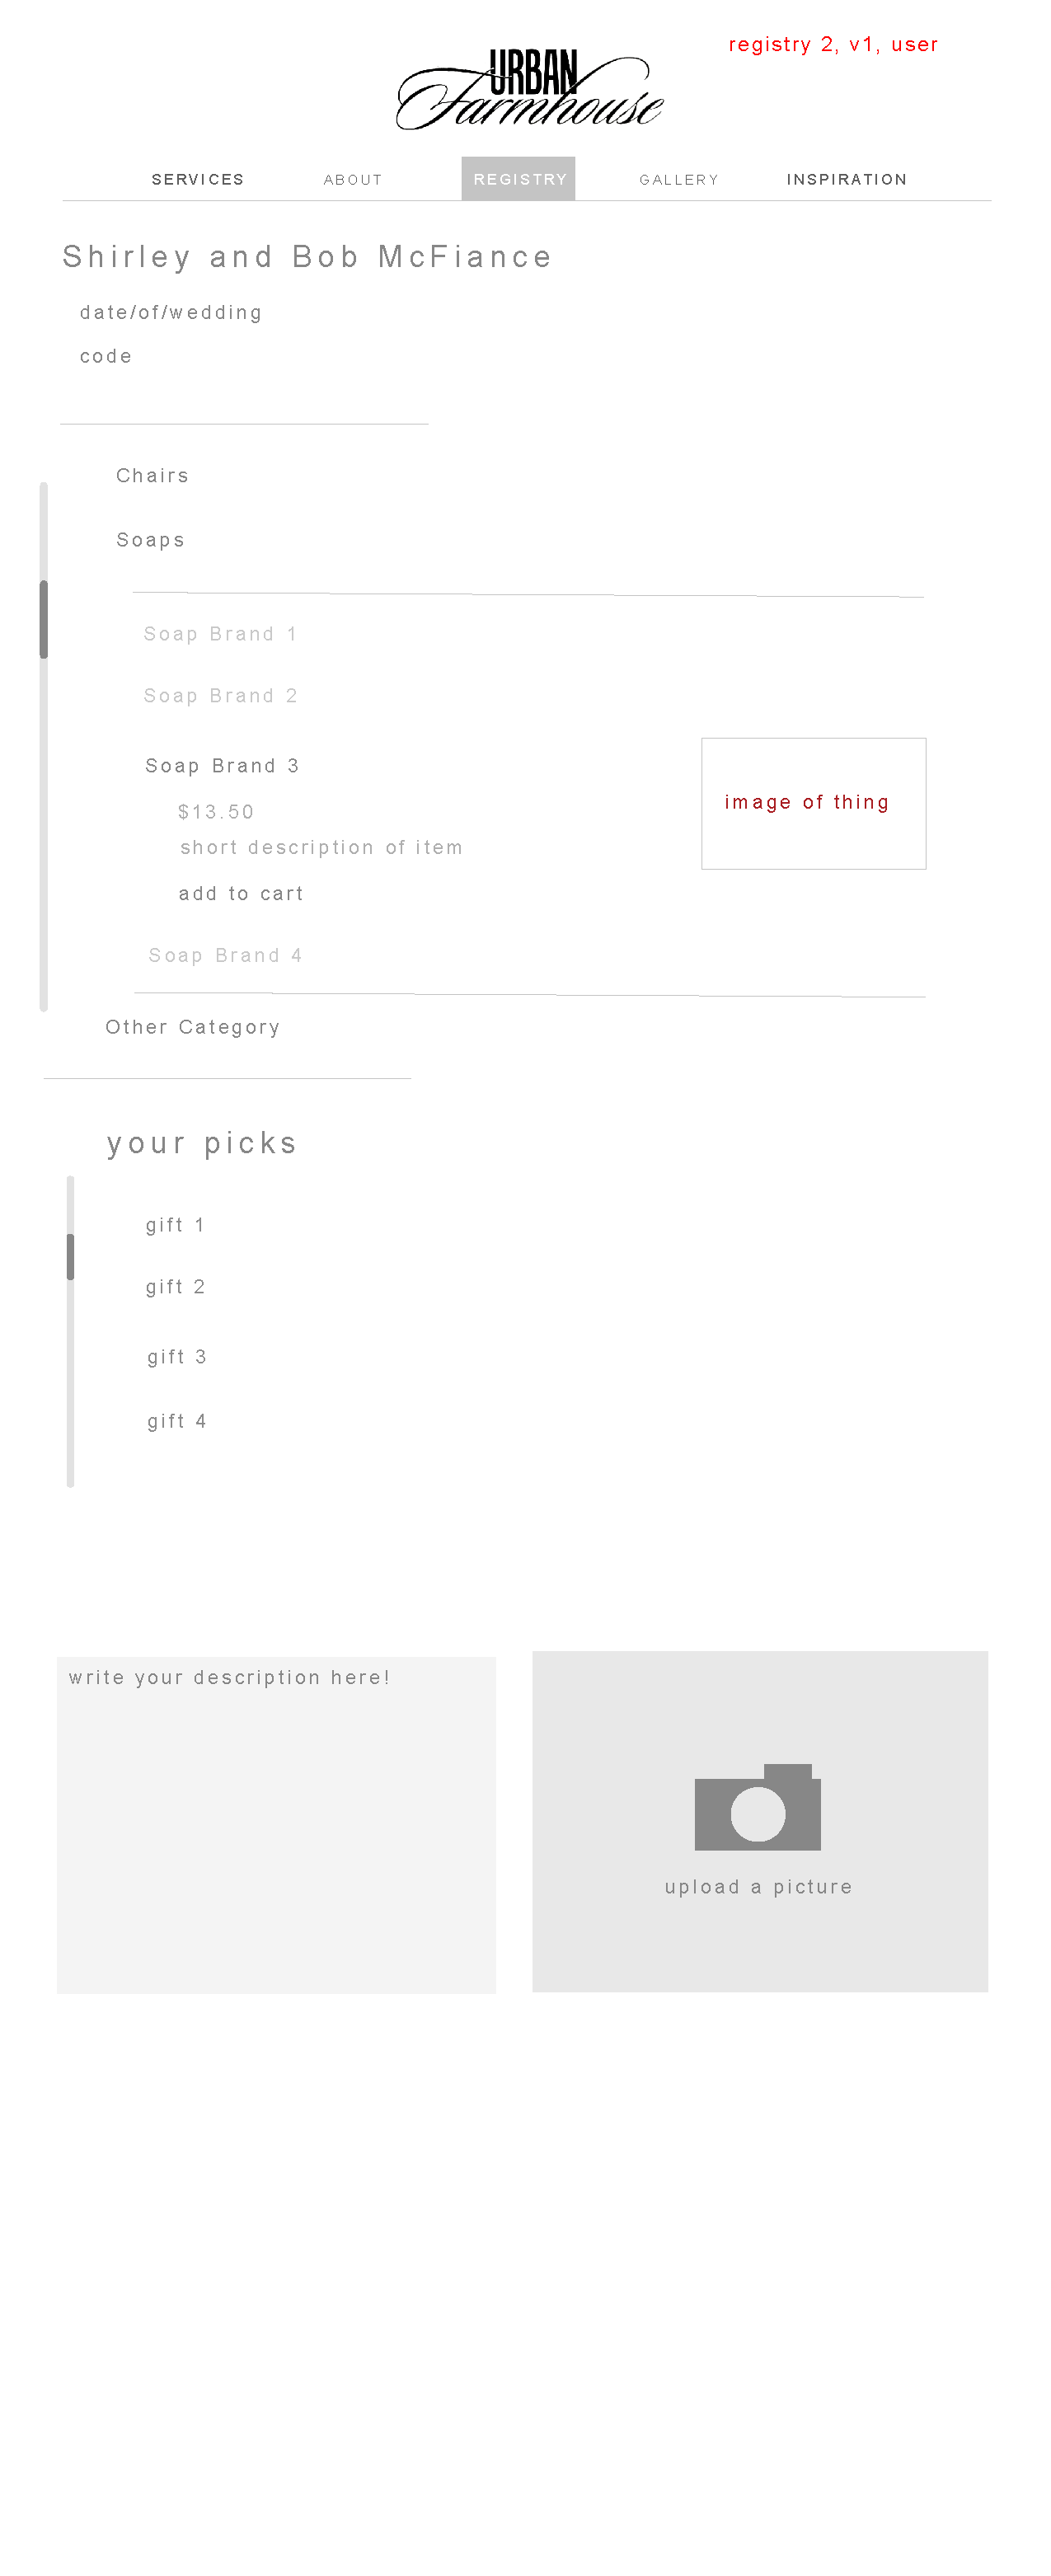 registry 2, v1, user
URBAN
Farmhouse
SERVICES ABOUT REGISTRY GALLERY INSPIRATION
Shirley and Bob McFiance
date/of/wedding
code
Chairs
Soaps
Soap Brand 1
Soap Brand 2
Soap Brand 3
$13.50
short description of item
add to cart
image of thing
Soap Brand 4
Other Category
your picks
gift 1
gift 2
gift 3
gift 4
write your description here!
upload a picture